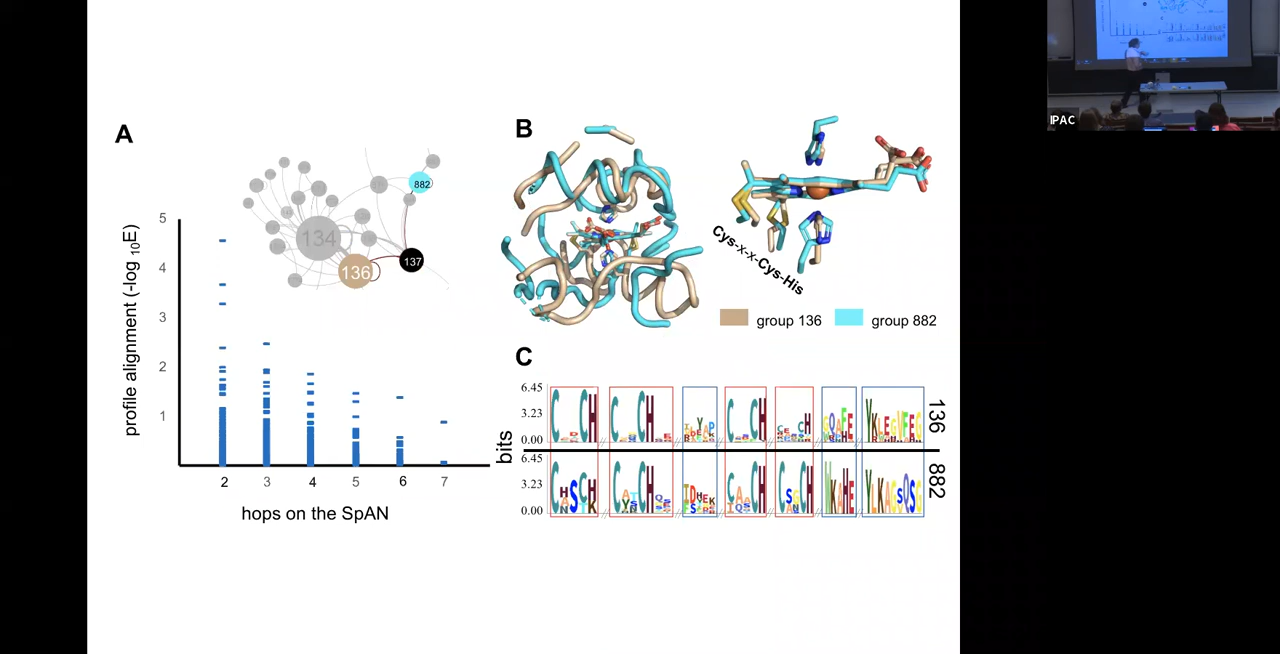 A
134
136
137
882
profile alignment (-log 10E)
5
4
3
2
1
2 3 4 5 6 7
hops on the SpAN
B
Cys-x-x-Cys-His
group 136
group 882
C
bits
6.45
3.23
0.00
136
6.45
3.23
0.00
882
IPAC